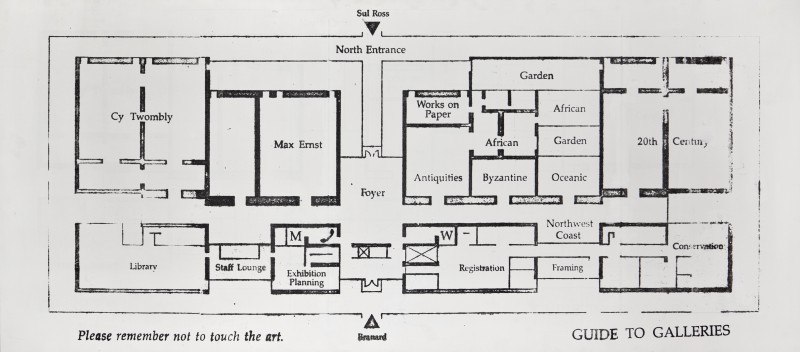 Sul Ross
North Entrance
Garden
Cy Twombly
Max Ernst
Works on
Paper
African
African
Garden
20th Century
Foyer
Antiquities
Byzantine
Oceanic
M
W
Northwest
Coast
Library
Staff Lounge
Exhibition
Planning
Registration
Framing
Conservation
Please remember not to touch the art.
Branard
GUIDE TO GALLERIES